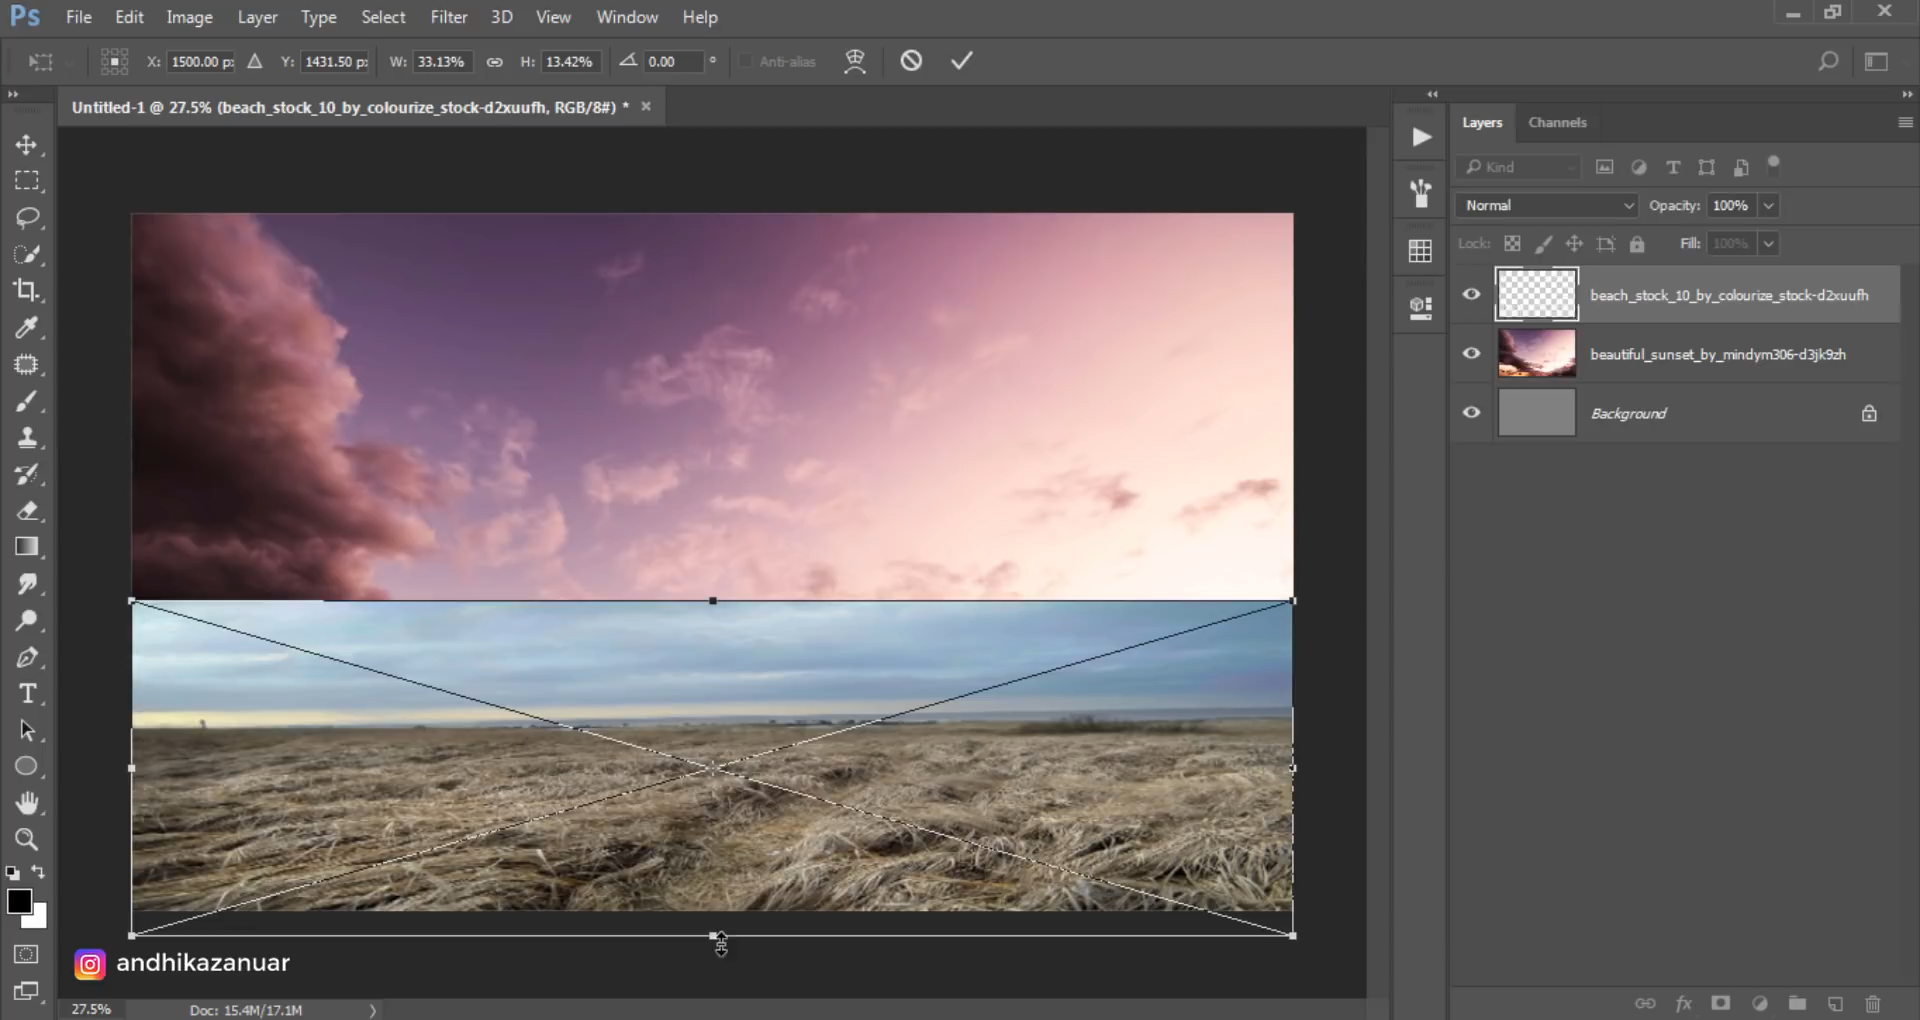 Ps File Edit Image Layer Type Select Filter 3D View Window Help
X: 1500.00 p Y: 1431.50 p W: 33.13% H: 13.42% 0.00 ° Anti-alias
Untitled-1 @ 27.5% (beach_stock_10_by_colourize_stock-d2xuufh, RGB/8#) * ×
Layers Channels
Kind
Normal Opacity: 100%
Lock: Fill: 100%
beach_stock_10_by_colourize_stock-d2xuufh
beautiful_sunset_by_mindym306-d3jk9zh
Background
andhikazanuar
27.5% Doc: 15.4M/17.1M
fx